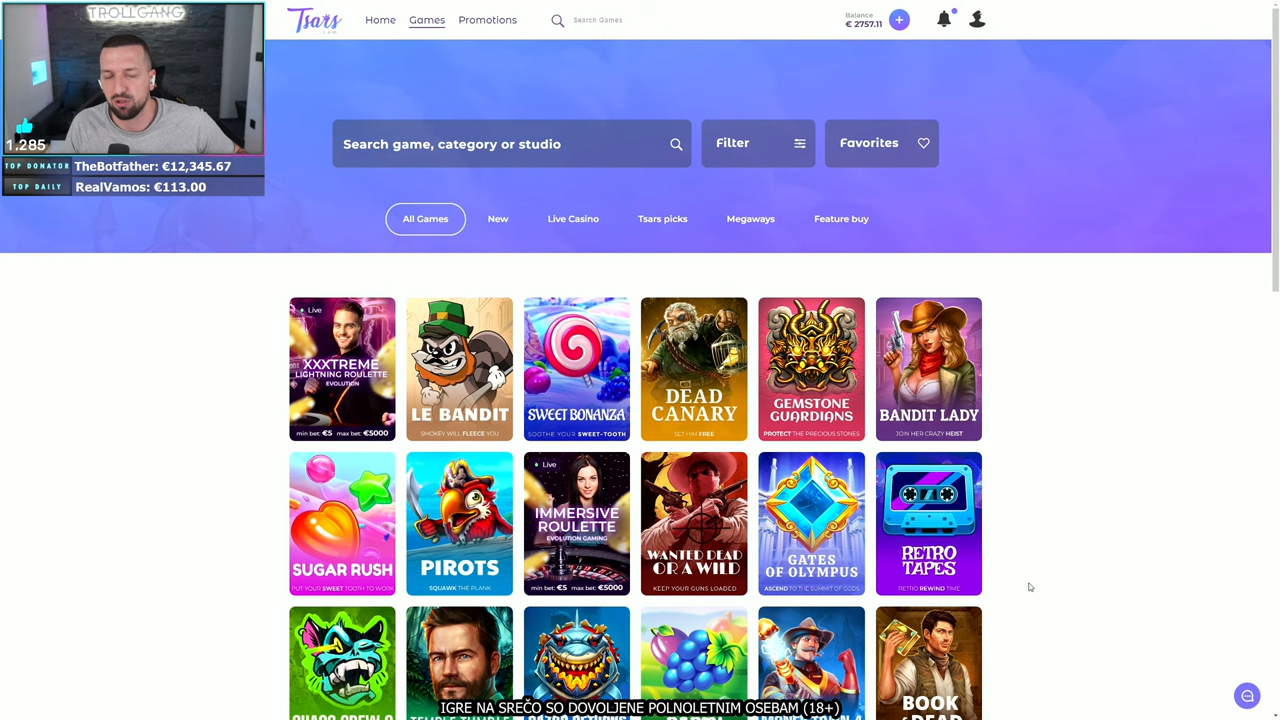 TROLLGANG
1,285
TOP DONATOR TheBotfather: €12,345.67
TOP DAILY RealVamos: €113.00
Tsars
.com
Home Games Promotions Search Games
Balance
€ 2757.11
Search game, category or studio
Filter
Favorites
All Games New Live Casino Tsars picks Megaways Feature buy
Live
XXXTREME
LIGHTNING ROULETTE
EVOLUTION
min bet: €5 max bet: €5000
LE BANDIT
SMOKEY WILL FLEECE YOU
SWEET BONANZA
SOOTHE YOUR SWEET-TOOTH
DEAD
CANARY
SET HIM FREE
GEMSTONE
GUARDIANS
PROTECT THE PRECIOUS STONES
BANDIT LADY
JOIN HER CRAZY HEIST
SUGAR RUSH
PUT YOUR SWEET TOOTH TO WORK
PIROTS
SQUAWK THE PLANK
Live
IMMERSIVE
ROULETTE
EVOLUTION GAMING
min bet: €5 max bet: €5000
WANTED DEAD
OR A WILD
KEEP YOUR GUNS LOADED
GATES
OF OLYMPUS
ASCEND TO THE SUMMIT OF GODS
RETRO
TAPES
RETRO REWIND TIME
BOOK
IGRE NA SREČO SO DOVOLJENE POLNOLETNIM OSEBAM (18+)